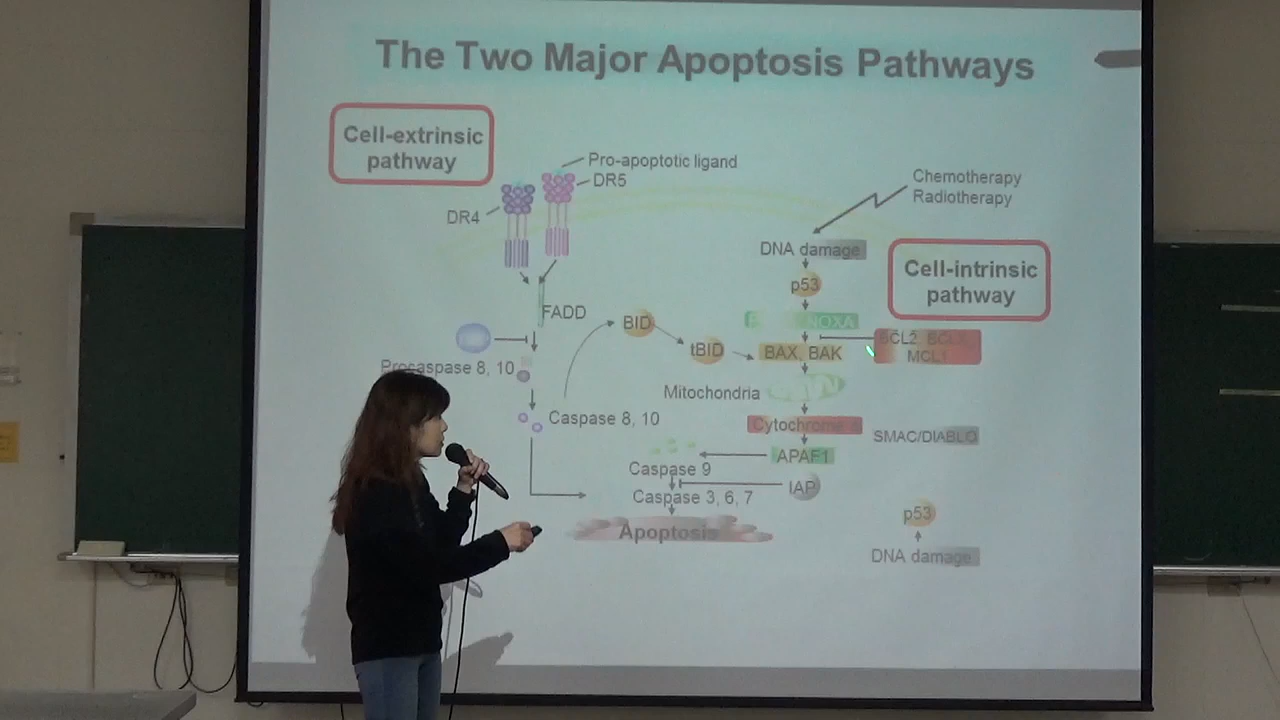 The Two Major Apoptosis Pathways
Cell-extrinsic
pathway
Pro-apoptotic ligand
DR5
DR4
Chemotherapy
Radiotherapy
DNA damage
Cell-intrinsic
pathway
p53
FADD
BID
NOXA
BCL2,
MCL1
tBID
BAX, BAK
Procaspase 8, 10
Mitochondria
Caspase 8, 10
Cytochrome
SMAC/DIABLO
APAF1
Caspase 9
IAP
Caspase 3, 6, 7
p53
Apoptosis
DNA damage